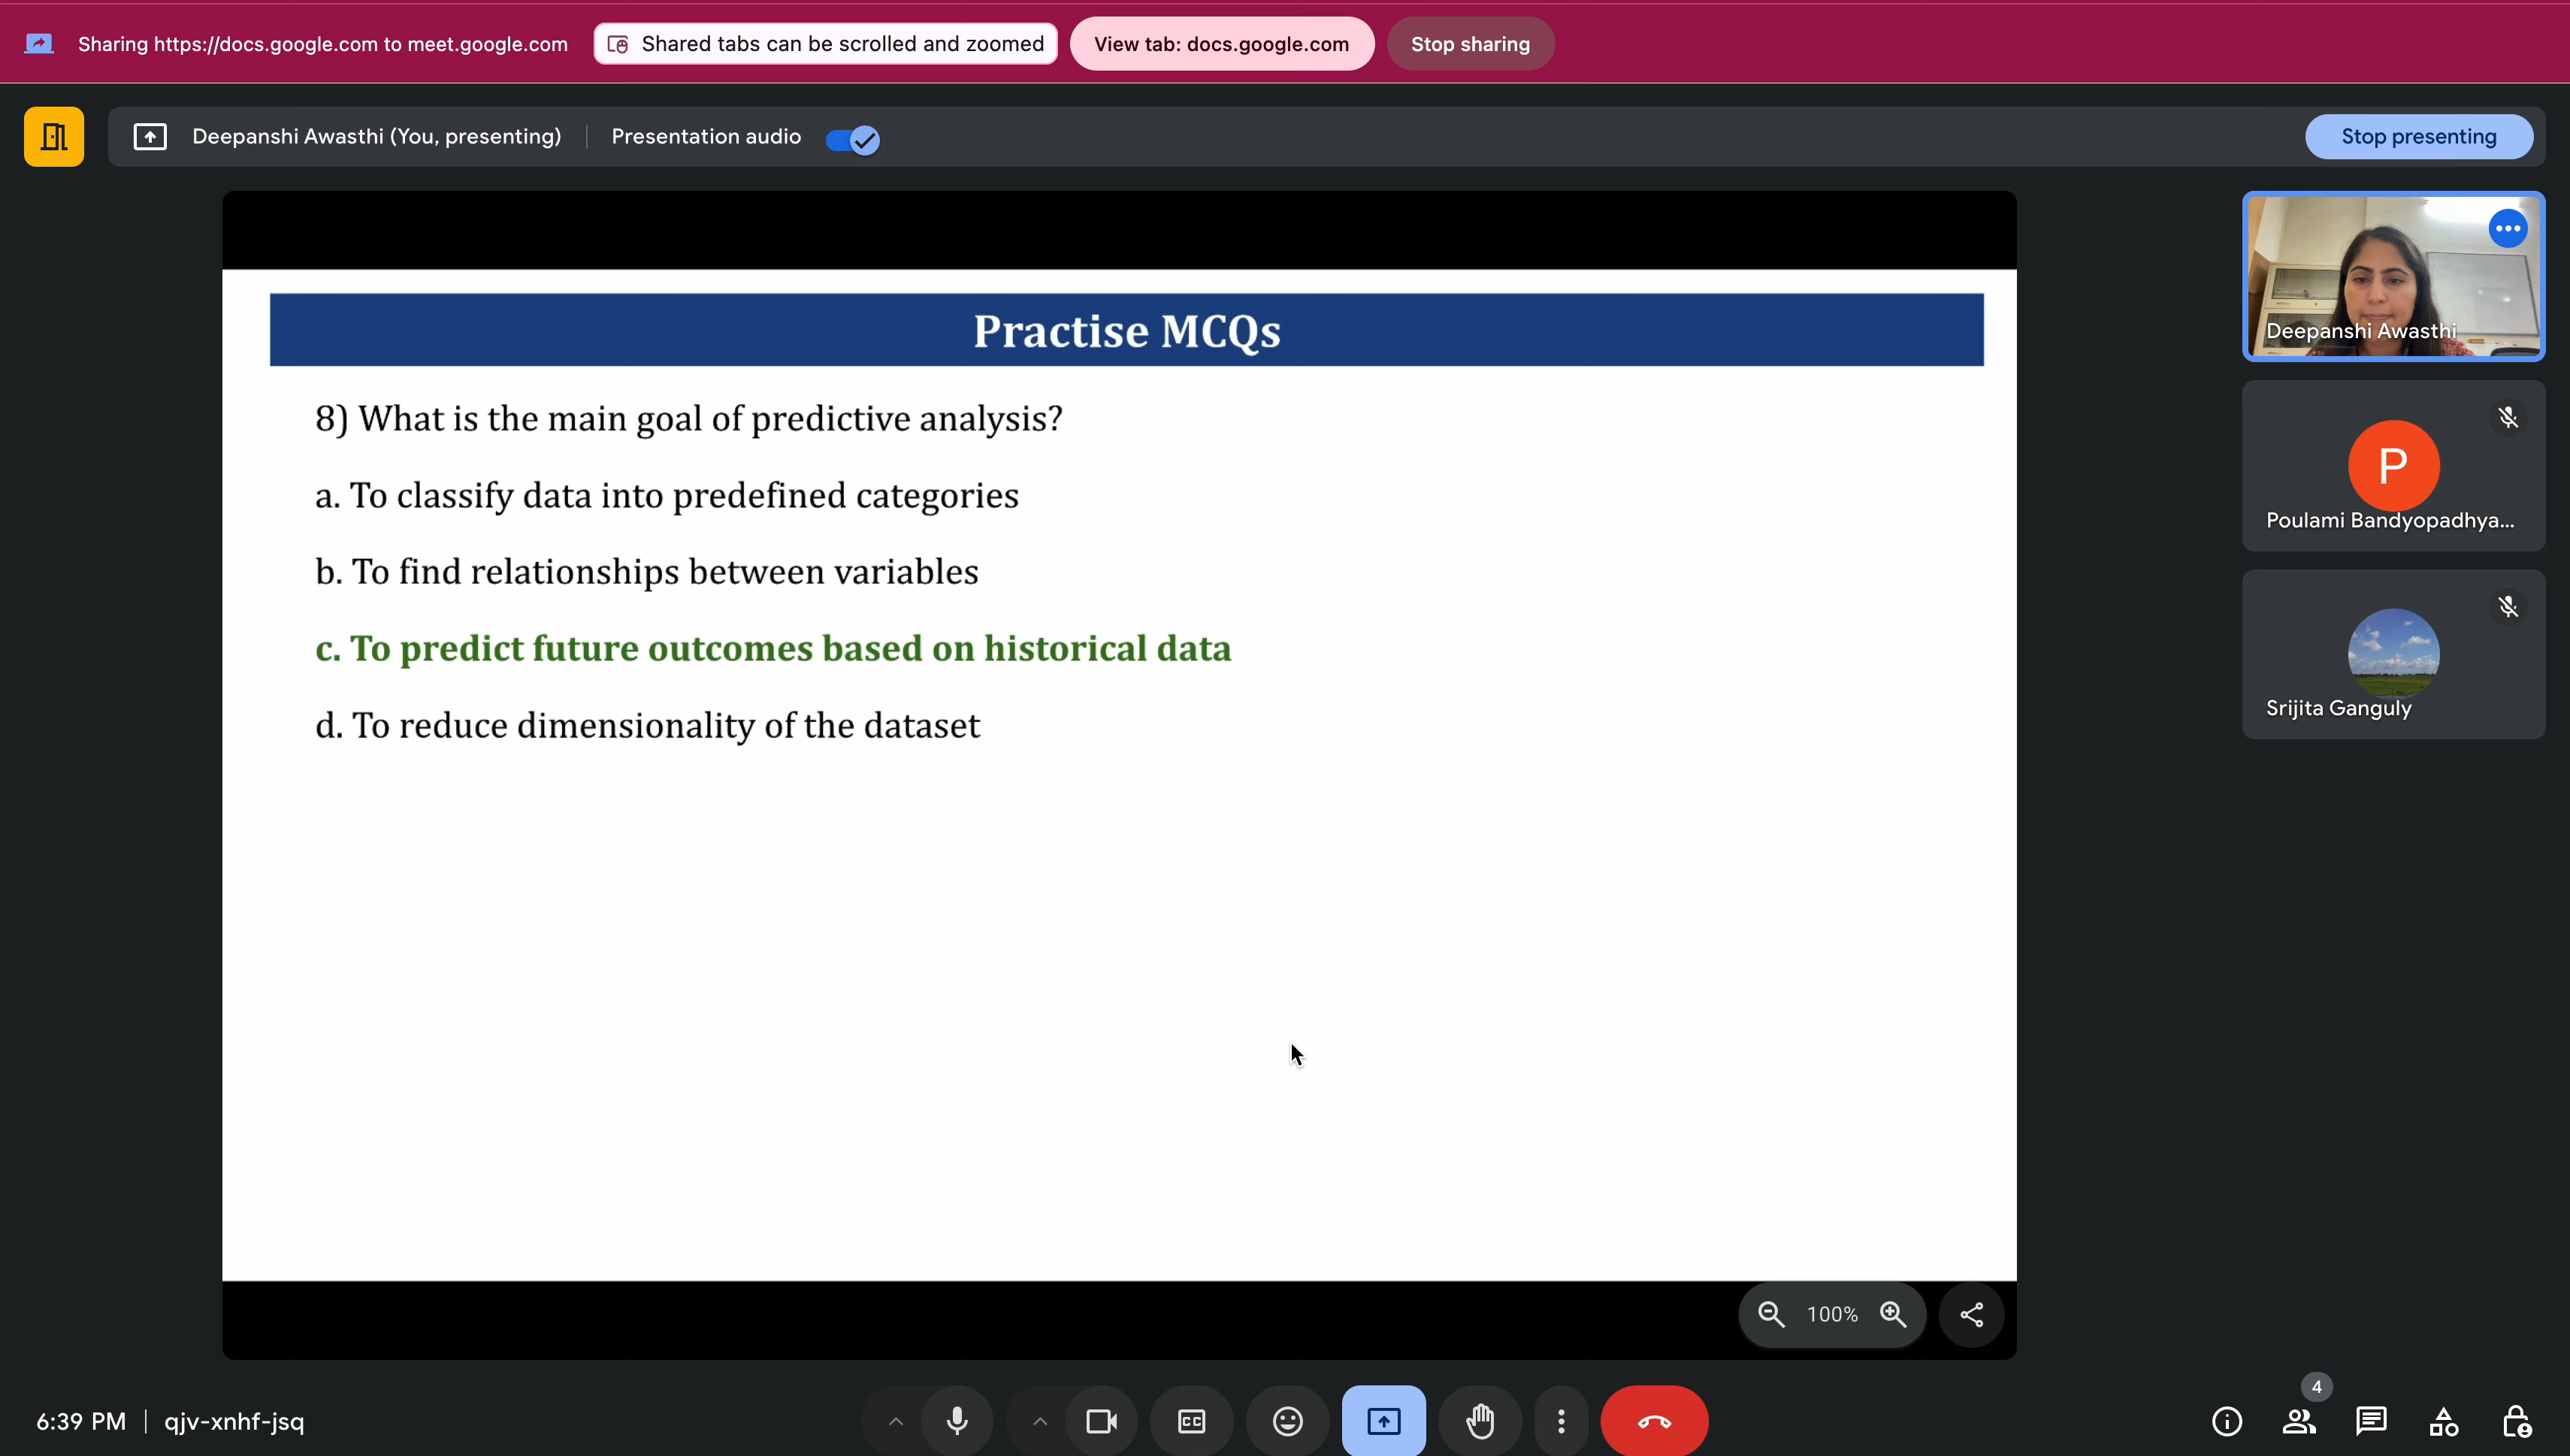 Sharing https://docs.google.com to meet.google.com
Shared tabs can be scrolled and zoomed
View tab: docs.google.com
Stop sharing
Deepanshi Awasthi (You, presenting)
Presentation audio
Stop presenting
Practise MCQs
8) What is the main goal of predictive analysis?
a. To classify data into predefined categories
b. To find relationships between variables
c. To predict future outcomes based on historical data
d. To reduce dimensionality of the dataset
Deepanshi Awasthi
P
Poulami Bandyopadhya...
Srijita Ganguly
100%
6:39 PM | qjv-xnhf-jsq
CC
4